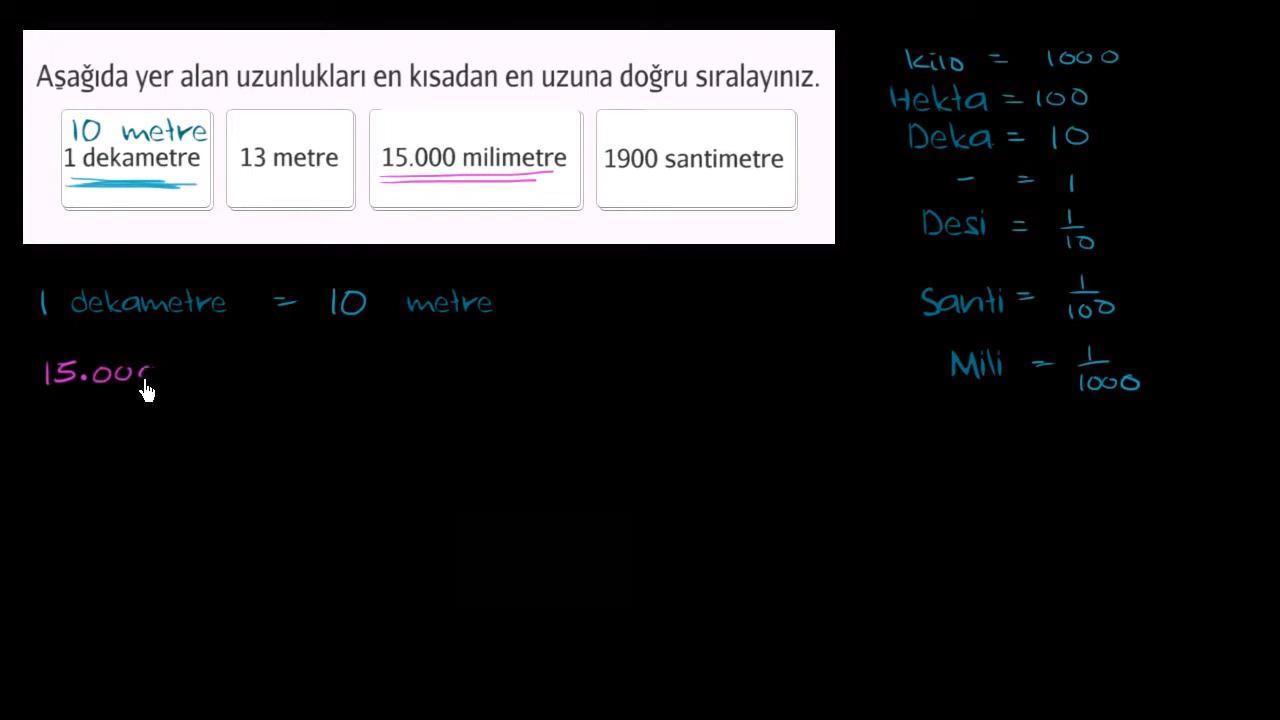 Aşağıda yer alan uzunlukları en kısadan en uzuna doğru sıralayınız.
10 metre
1 dekametre
13 metre
15.000 milimetre
1900 santimetre
1 dekametre = 10 metre
15.000
Kilo = 1000
Hekta = 100
Deka = 10
- = 1
Desi = 1/10
Santi = 1/100
Mili = 1/1000